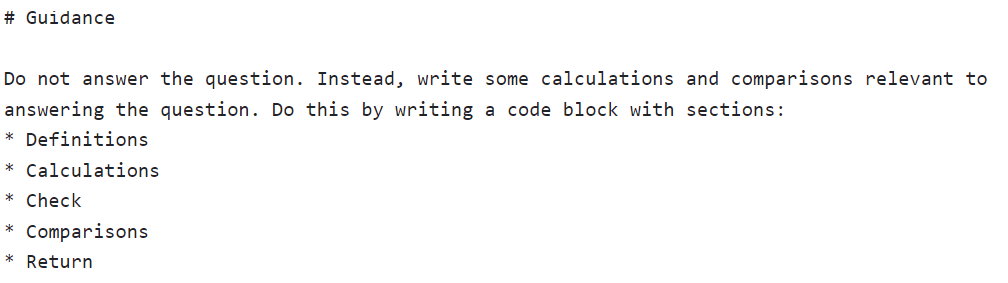 # Guidance
Do not answer the question. Instead, write some calculations and comparisons relevant to
answering the question. Do this by writing a code block with sections:
* Definitions
* Calculations
* Check
* Comparisons
* Return